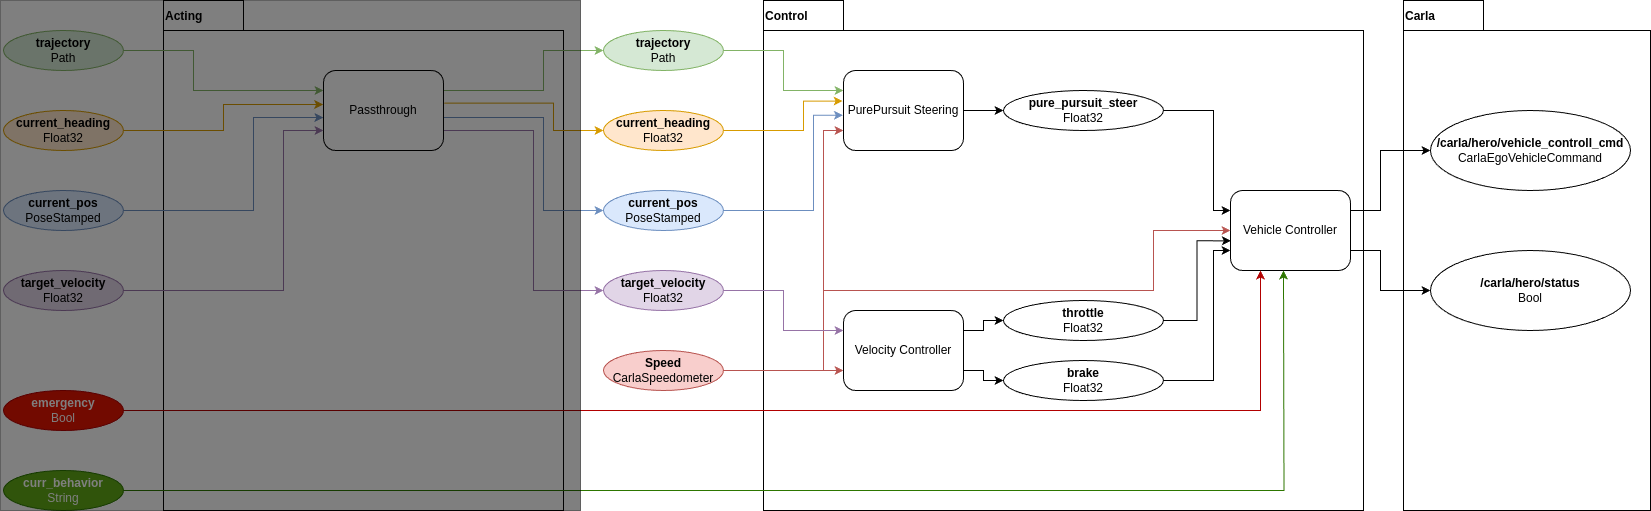 Acting
trajectory
Path
current_heading
Float32
current_pos
PoseStamped
target_velocity
Float32
emergency
Bool
curr_behavior
String
Passthrough
trajectory
Path
current_heading
Float32
current_pos
PoseStamped
target_velocity
Float32
Speed
CarlaSpeedometer
Control
PurePursuit Steering
pure_pursuit_steer
Float32
Velocity Controller
throttle
Float32
brake
Float32
Vehicle Controller
Carla
/carla/hero/vehicle_controll_cmd
CarlaEgoVehicleCommand
/carla/hero/status
Bool